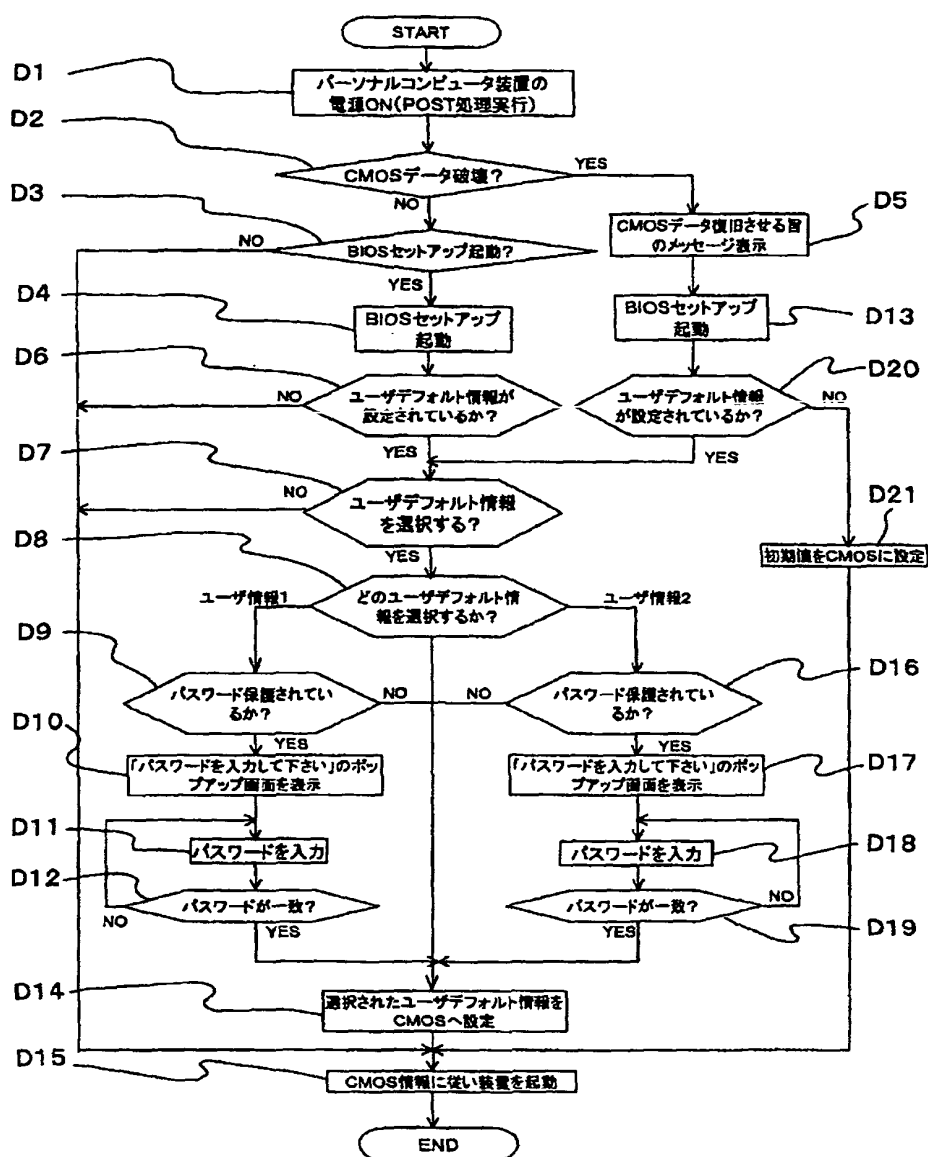 START
D1
パーソナルコンピュータ装置の
電源ON(POST処理実行)
D2
CMOSデータ破壊?
YES
NO
D3
NO
BIOSセットアップ起動?
YES
CMOSデータ復旧させる旨
のメッセージ表示
D5
D4
BIOSセットアップ
起動
BIOSセットアップ
起動
D13
D6
NO
ユーザデフォルト情報が
設定されているか?
YES
ユーザデフォルト情報
が設定されているか?
D20
NO
YES
D7
NO
ユーザデフォルト情報
を選択する?
YES
D21
初期値をCMOSに設定
D8
ユーザ情報1
どのユーザデフォルト情
報を選択するか?
ユーザ情報2
D9
パスワード保護されてい
るか?
NO
YES
NO
パスワード保護されてい
るか?
YES
D16
D10
「パスワードを入力して下さい」のポッ
プアップ画面を表示
「パスワードを入力して下さい」のポッ
プアップ画面を表示
D17
D11
パスワードを入力
パスワードを入力
D18
D12
NO
パスワードが一致?
YES
パスワードが一致?
NO
YES
D19
D14
選択されたユーザデフォルト情報を
CMOSへ設定
D15
CMOS情報に従い装置を起動
END